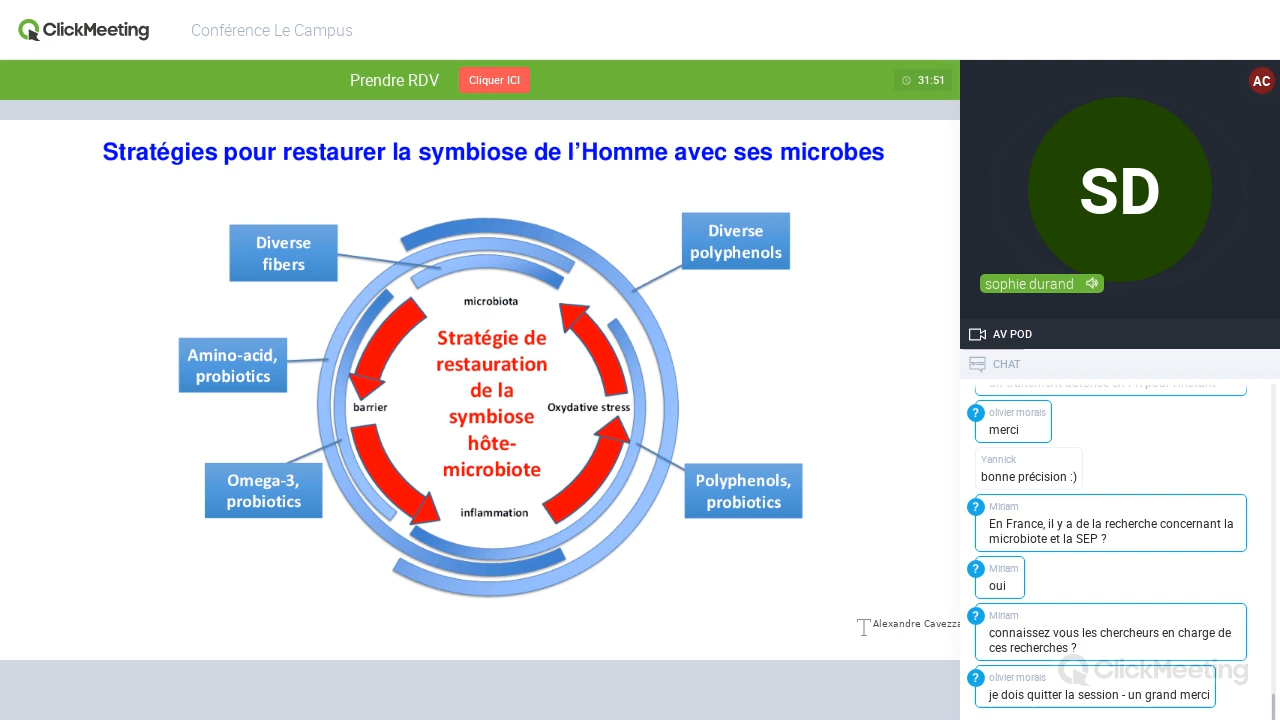 ClickMeeting
Conférence Le Campus
Prendre RDV
Cliquer ICI
31:51
Stratégies pour restaurer la symbiose de l'Homme avec ses microbes
Diverse
fibers
Diverse
polyphenols
microbiota
Amino-acid,
probiotics
Stratégie de
restauration
de la
symbiose
hôte-
microbiote
barrier
Oxydative stress
Omega-3,
probiotics
Polyphenols,
probiotics
inflammation
Alexandre Cavezza
AC
SD
sophie durand
AV POD
CHAT
olivier morais
merci
Yannick
bonne précision :)
Miriam
En France, il y a de la recherche concernant la
microbiote et la SEP ?
Miriam
oui
Miriam
connaissez vous les chercheurs en charge de
ces recherches ?
ClickMeeting
olivier morais
je dois quitter la session - un grand merci